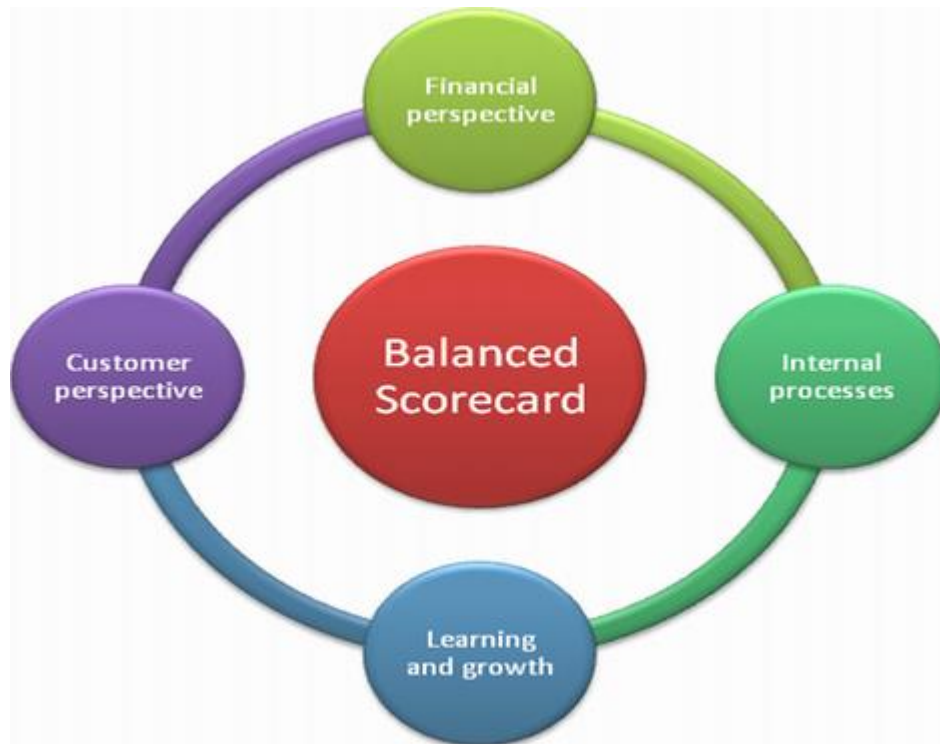 Financial
perspective
Customer
perspective
Balanced
Scorecard
Internal
processes
Learning
and growth